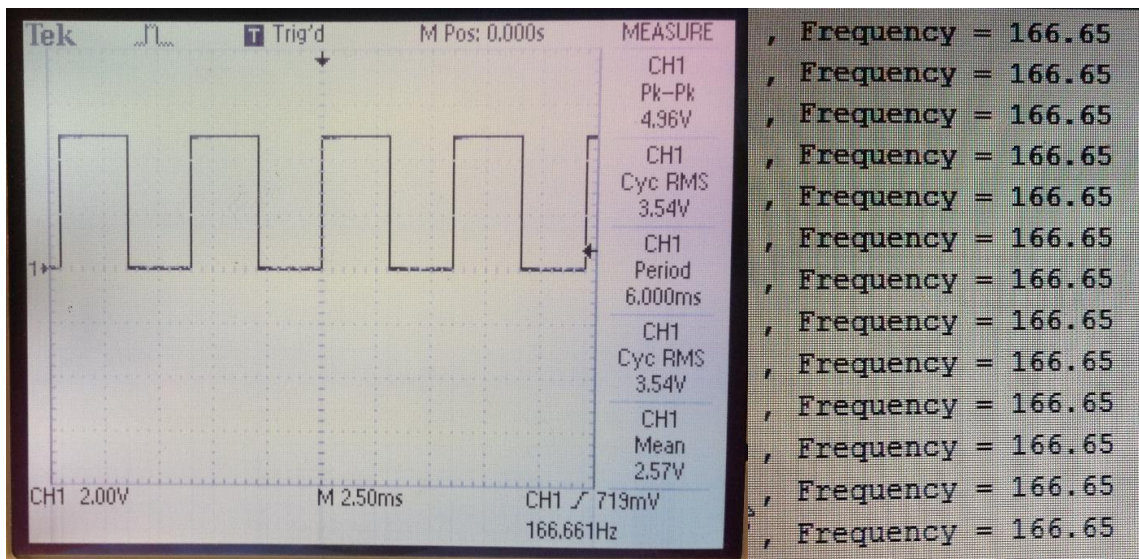 Tek T Trig'd M Pos: 0.000s MEASURE
CH1
Pk-Pk
4.96V
CH1
Cyc RMS
3.54V
CH1
Period
6.000ms
CH1
Cyc RMS
3.54V
CH1
Mean
2.57V
1
CH1 2.00V M 2.50ms CH1 719mV
166.661Hz
, Frequency = 166.65
, Frequency = 166.65
, Frequency = 166.65
, Frequency = 166.65
, Frequency = 166.65
, Frequency = 166.65
, Frequency = 166.65
, Frequency = 166.65
, Frequency = 166.65
, Frequency = 166.65
, Frequency = 166.65
, Frequency = 166.65
, Frequency = 166.65